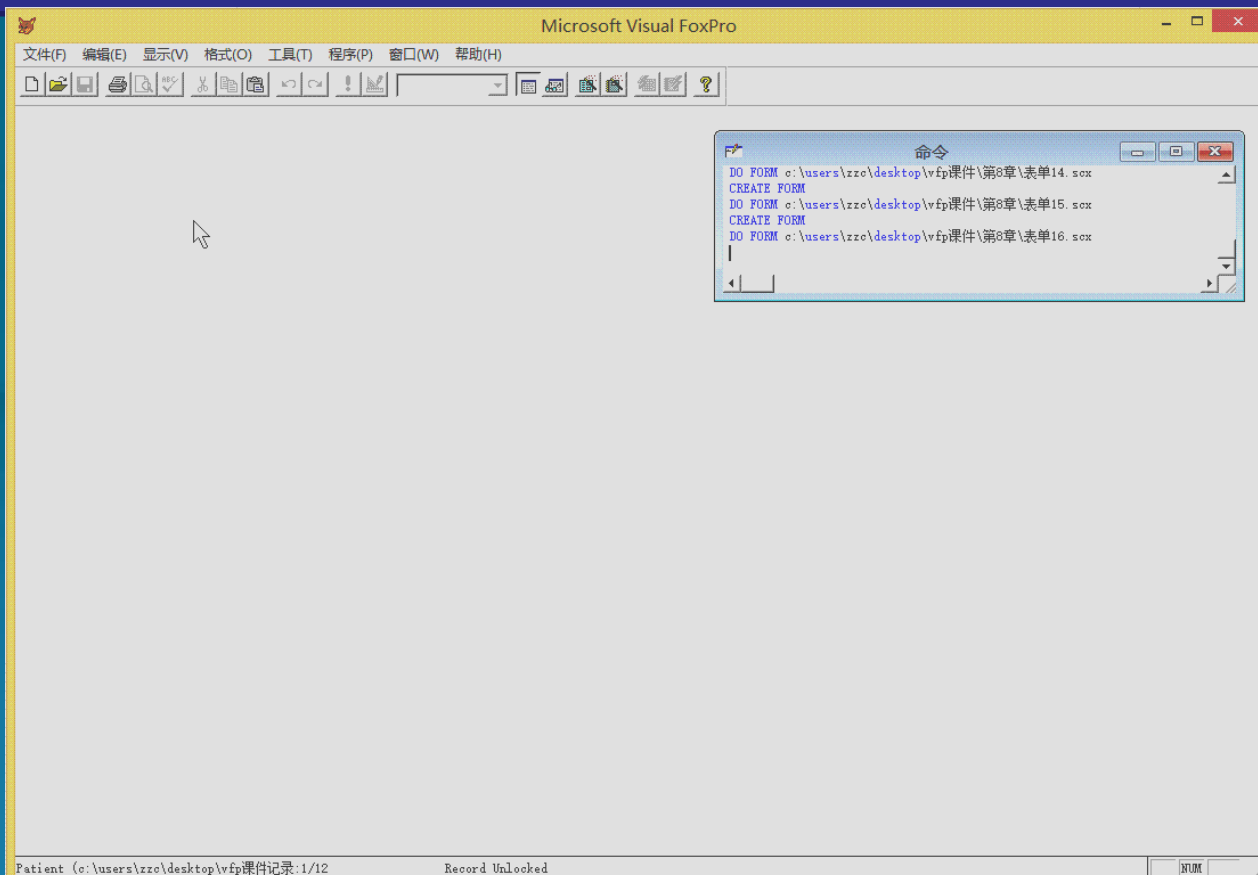 Microsoft Visual FoxPro
文件(F) 编辑(E) 显示(V) 格式(O) 工具(T) 程序(P) 窗口(W) 帮助(H)
命令
DO FORM c:\users\zzc\desktop\vfp课件\第8章\表单14.scx
CREATE FORM
DO FORM c:\users\zzc\desktop\vfp课件\第8章\表单15.scx
CREATE FORM
DO FORM c:\users\zzc\desktop\vfp课件\第8章\表单16.scx
Patient (c:\users\zzc\desktop\vfp课件记录:1/12 Record Unlocked NUM